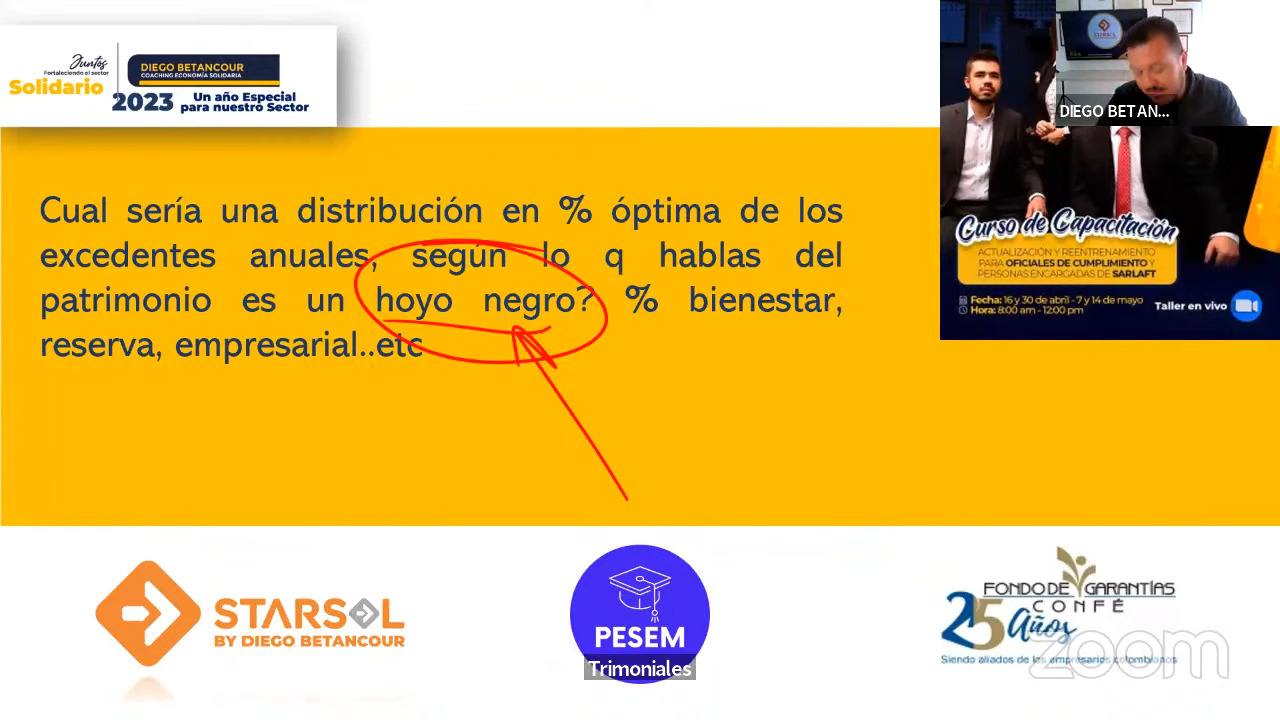 Juntos
Fortaleciendo el sector
Solidario
DIEGO BETANCOUR
COACHING ECONOMÍA SOLIDARIA
2023 Un año Especial
para nuestro Sector
STARSOL
DIEGO BETAN...
Cual sería una distribución en % óptima de los
excedentes anuales, según lo q hablas del
patrimonio es un hoyo negro? % bienestar,
reserva, empresarial..etc
Curso de Capacitación
ACTUALIZACIÓN Y REENTRENAMIENTO
PARA OFICIALES DE CUMPLIMIENTO Y
PERSONAS ENCARGADAS DE SARLAFT
Fecha: 16 y 30 de abril - 7 y 14 de mayo
Hora: 8:00 am - 12:00 pm
Taller en vivo
STARSOL
BY DIEGO BETANCOUR
PESEM
Trimoniales
FONDO DE GARANTÍAS
CONFÉ
25 Años
Siendo aliados de los empresarios colombianos
zoom